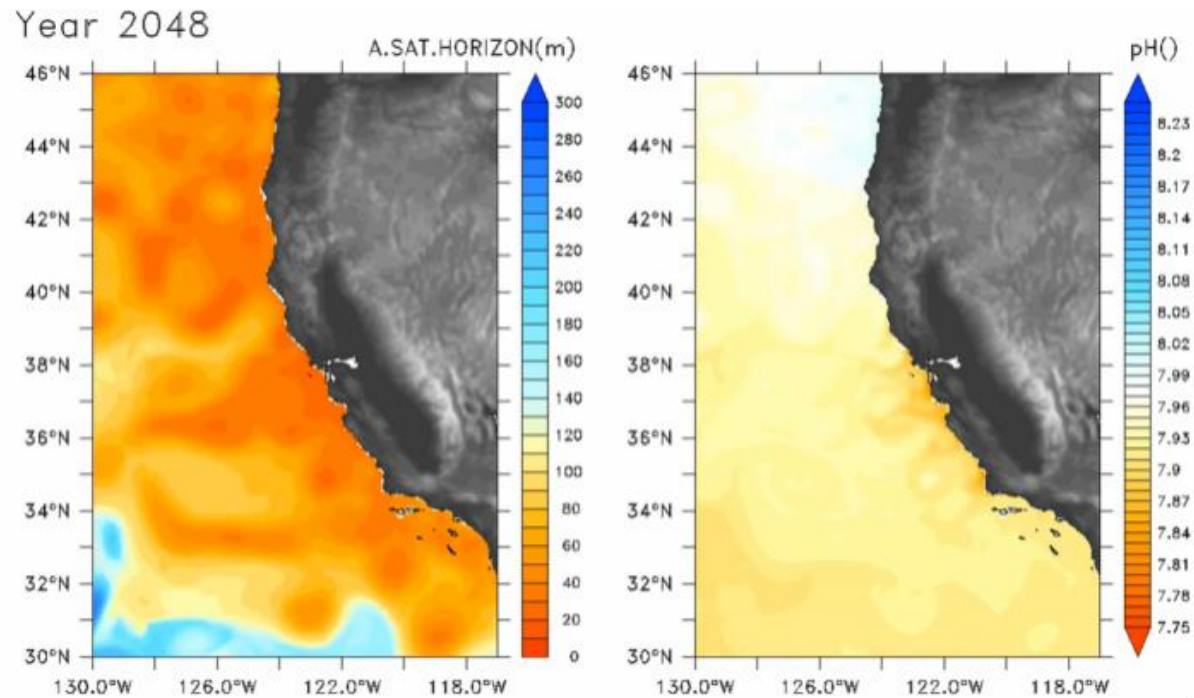 Year 2048
A.SAT.HORIZON(m)
46°N
44°N
42°N
40°N
38°N
36°N
34°N
32°N
30°N
130.0°W 126.0°W 122.0°W 118.0°W
300
280
260
240
220
200
180
160
140
120
100
80
60
40
20
0
pH()
46°N
44°N
42°N
40°N
38°N
36°N
34°N
32°N
30°N
130.0°W 126.0°W 122.0°W 118.0°W
8.23
8.2
8.17
8.14
8.11
8.08
8.05
8.02
7.99
7.96
7.93
7.9
7.87
7.84
7.81
7.78
7.75